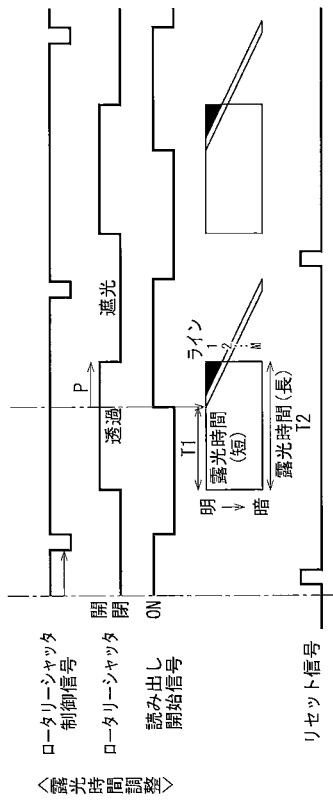 〈露光時間調整〉
ロータリーシャッタ
制御信号
ロータリーシャッタ
開
閉
透過
遮光
P
読み出し
開始信号
ON
明
暗
T1
露光時間
(短)
露光時間(長)
T2
ライン
1
2
M
リセット信号